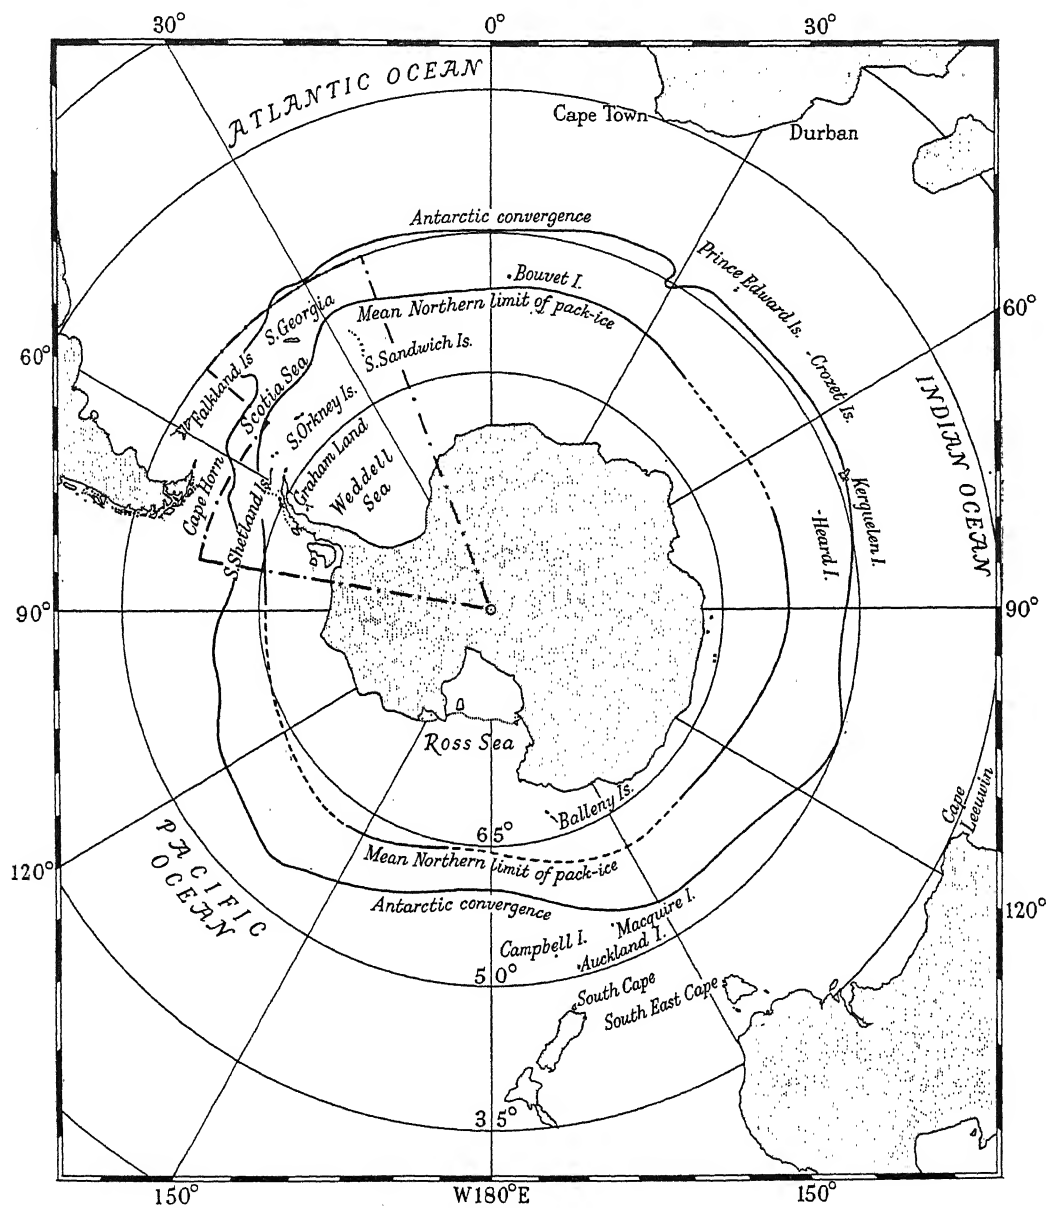 30°
0°
30°
ATLANTIC OCEAN
Cape Town
Durban
Antarctic convergence
Bouvet I.
Prince Edward Is.
Mean Northern limit of pack-ice
S. Georgia
60°
60°
S. Sandwich Is.
Crozet Is.
Falkland Is
Scotia Sea
S. Orkney Is.
INDIAN OCEAN
Graham Land
Weddell
Sea
Cape Horn
S. Shetland Is
Kerguelen I.
Heard I.
90°
90°
Ross Sea
Balleny Is.
Cape
Leeuwin
65°
PACIFIC
OCEAN
Mean Northern limit of pack-ice
120°
Antarctic convergence
Macquire I.
120°
Campbell I.
Auckland I.
50°
South Cape
South East Cape
35°
150°
W180°E
150°